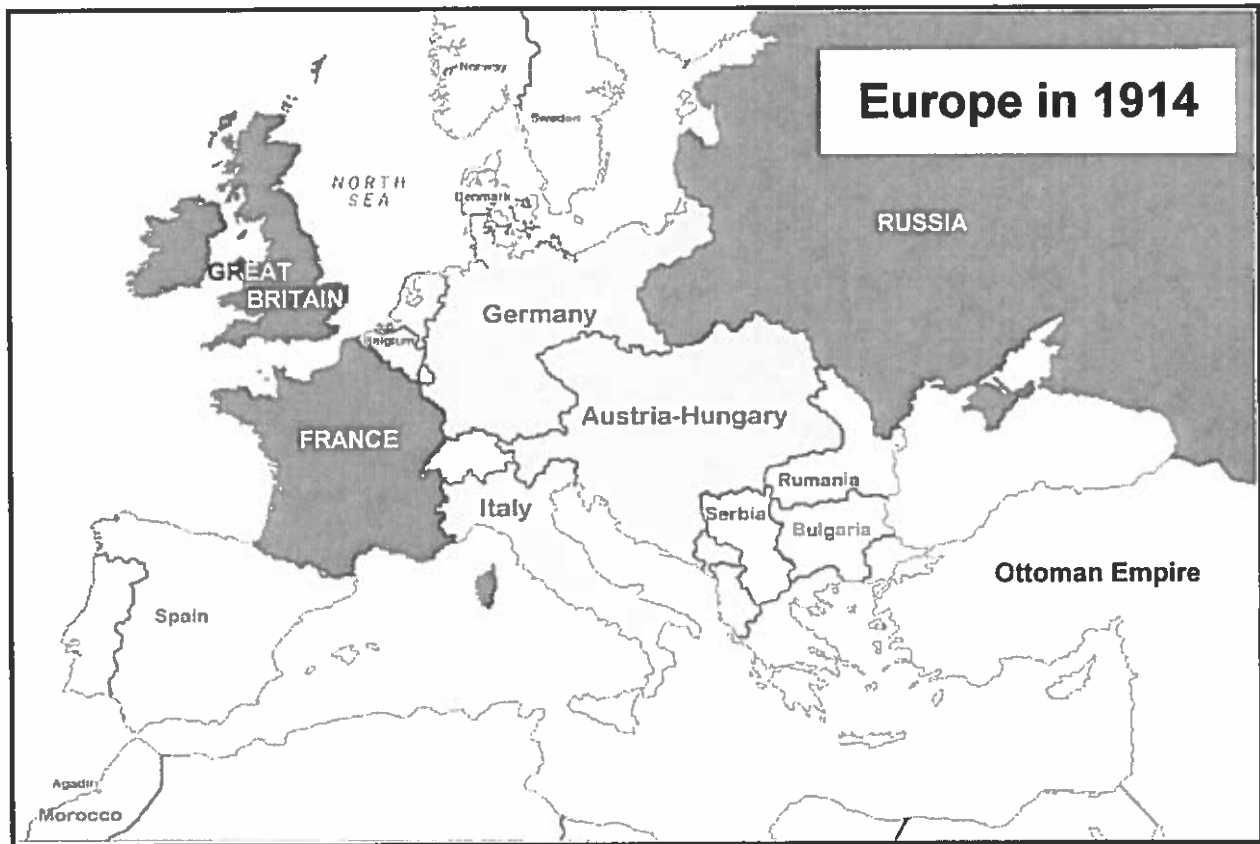 Europe in 1914
Norway
Sweden
NORTH
SEA
Denmark
RUSSIA
GREAT
BRITAIN
Germany
Belgium
Austria-Hungary
FRANCE
Rumania
Italy
Serbia
Bulgaria
Ottoman Empire
Spain
Agadir
Morocco